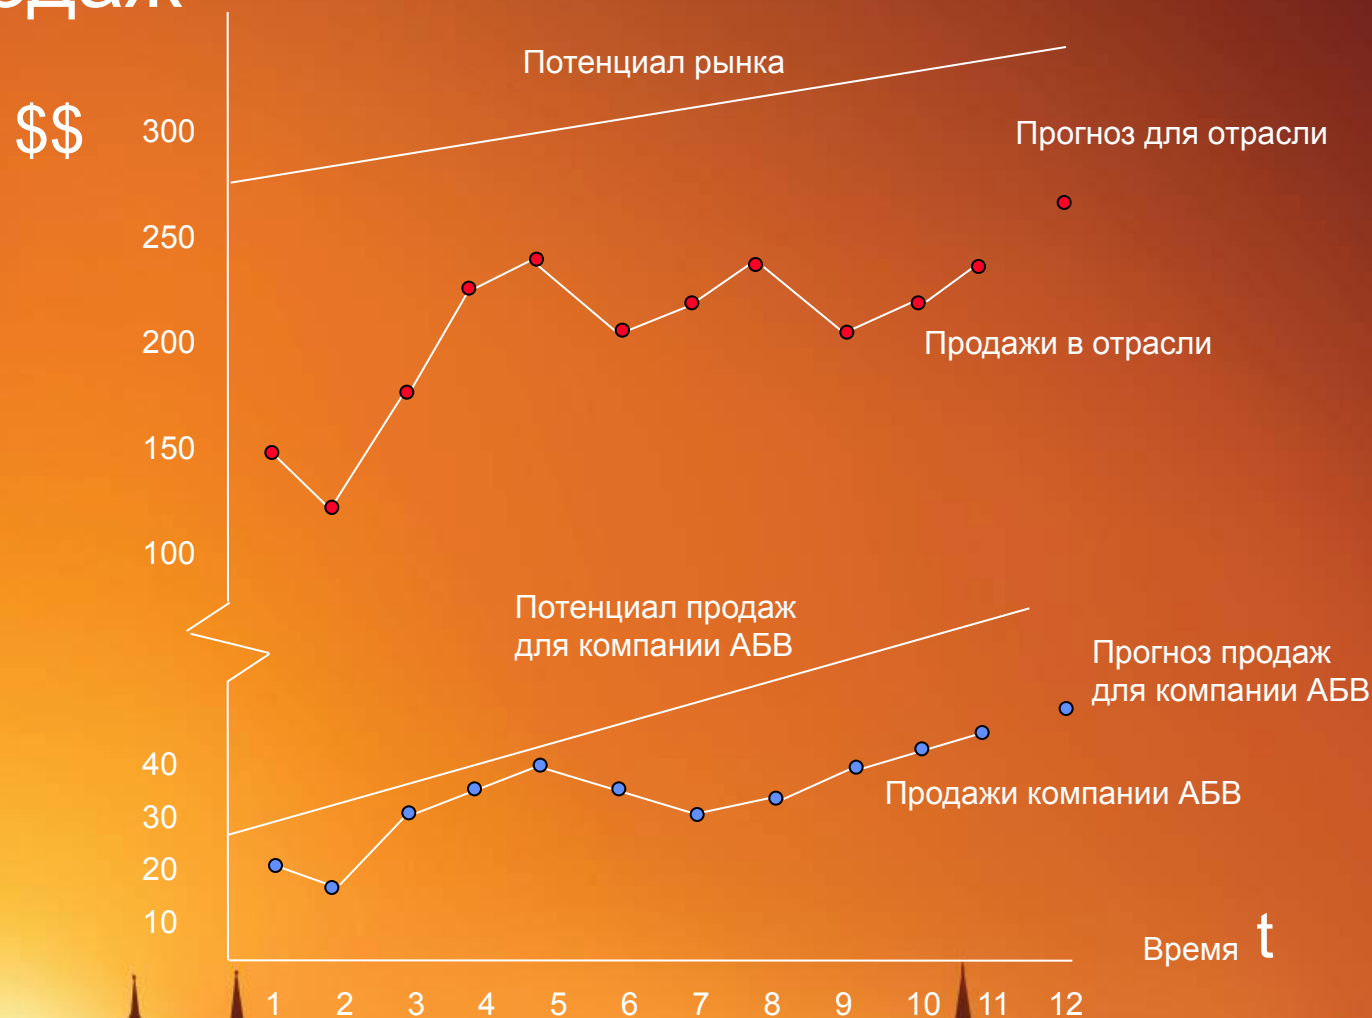 $$
300
250
200
150
100
40
30
20
10
Потенциал рынка
Прогноз для отрасли
Продажи в отрасли
Потенциал продаж
для компании АБВ
Прогноз продаж
для компании АБВ
Продажи компании АБВ
Время t
1 2 3 4 5 6 7 8 9 10 11 12